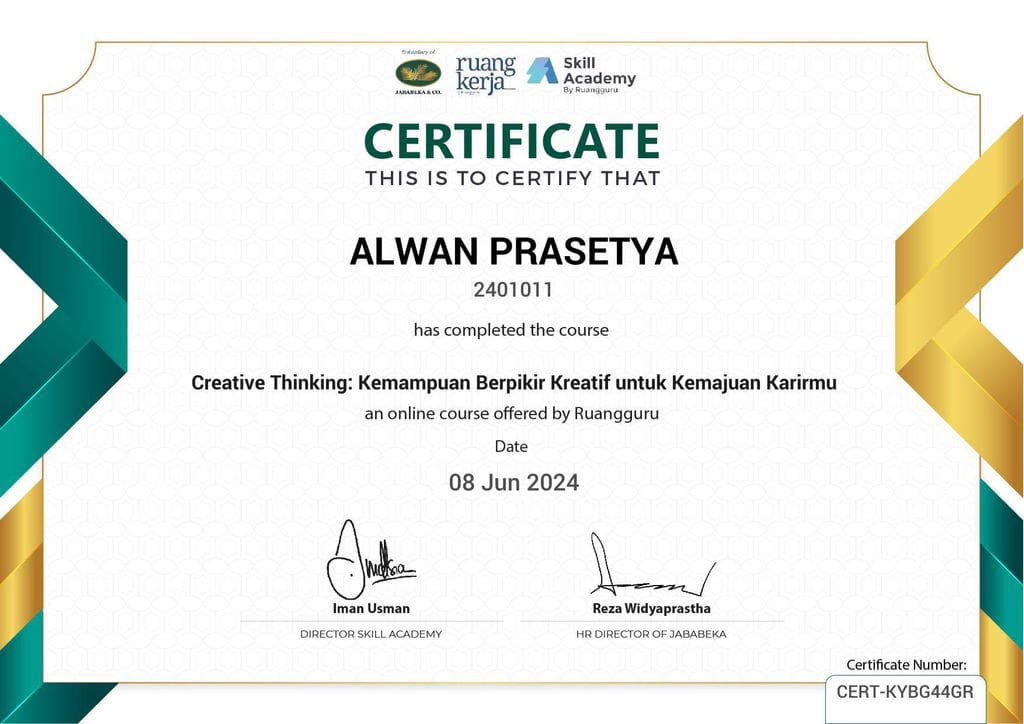 Subsidiary of
JABABEKA & CO.
ruang
kerja
Skill
Academy
By Ruangguru
CERTIFICATE
THIS IS TO CERTIFY THAT
ALWAN PRASETYA
2401011
has completed the course
Creative Thinking: Kemampuan Berpikir Kreatif untuk Kemajuan Karirmu
an online course offered by Ruangguru
Date
08 Jun 2024
Iman Usman
DIRECTOR SKILL ACADEMY
Reza Widyaprastha
HR DIRECTOR OF JABABEKA
Certificate Number:
CERT-KYBG44GR